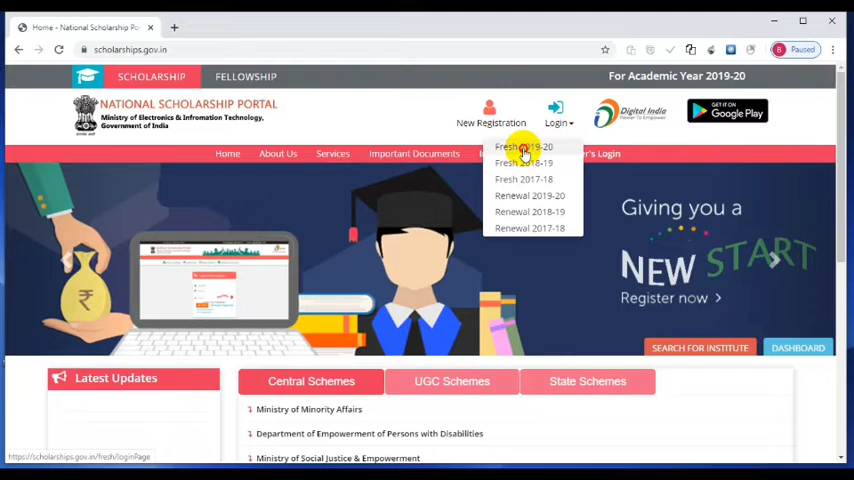 Home - National Scholarship Po
scholarships.gov.in
B Paused
SCHOLARSHIP FELLOWSHIP For Academic Year 2019-20
NATIONAL SCHOLARSHIP PORTAL
Ministry of Electronics & Infromation Technology,
Government of India
New Registration
Login
Digital India
Power To Empower
GET IT ON
Google Play
Home About Us Services Important Documents In 's Login
Fresh 2019-20
Fresh 2018-19
Fresh 2017-18
Renewal 2019-20
Renewal 2018-19
Renewal 2017-18
Giving you a
NEW START
Register now >
₹
SEARCH FOR INSTITUTE DASHBOARD
Latest Updates
Central Schemes UGC Schemes State Schemes
Ministry of Minority Affairs
Department of Empowerment of Persons with Disabilities
Ministry of Social Justice & Empowerment
https://scholarships.gov.in/fresh/loginPage